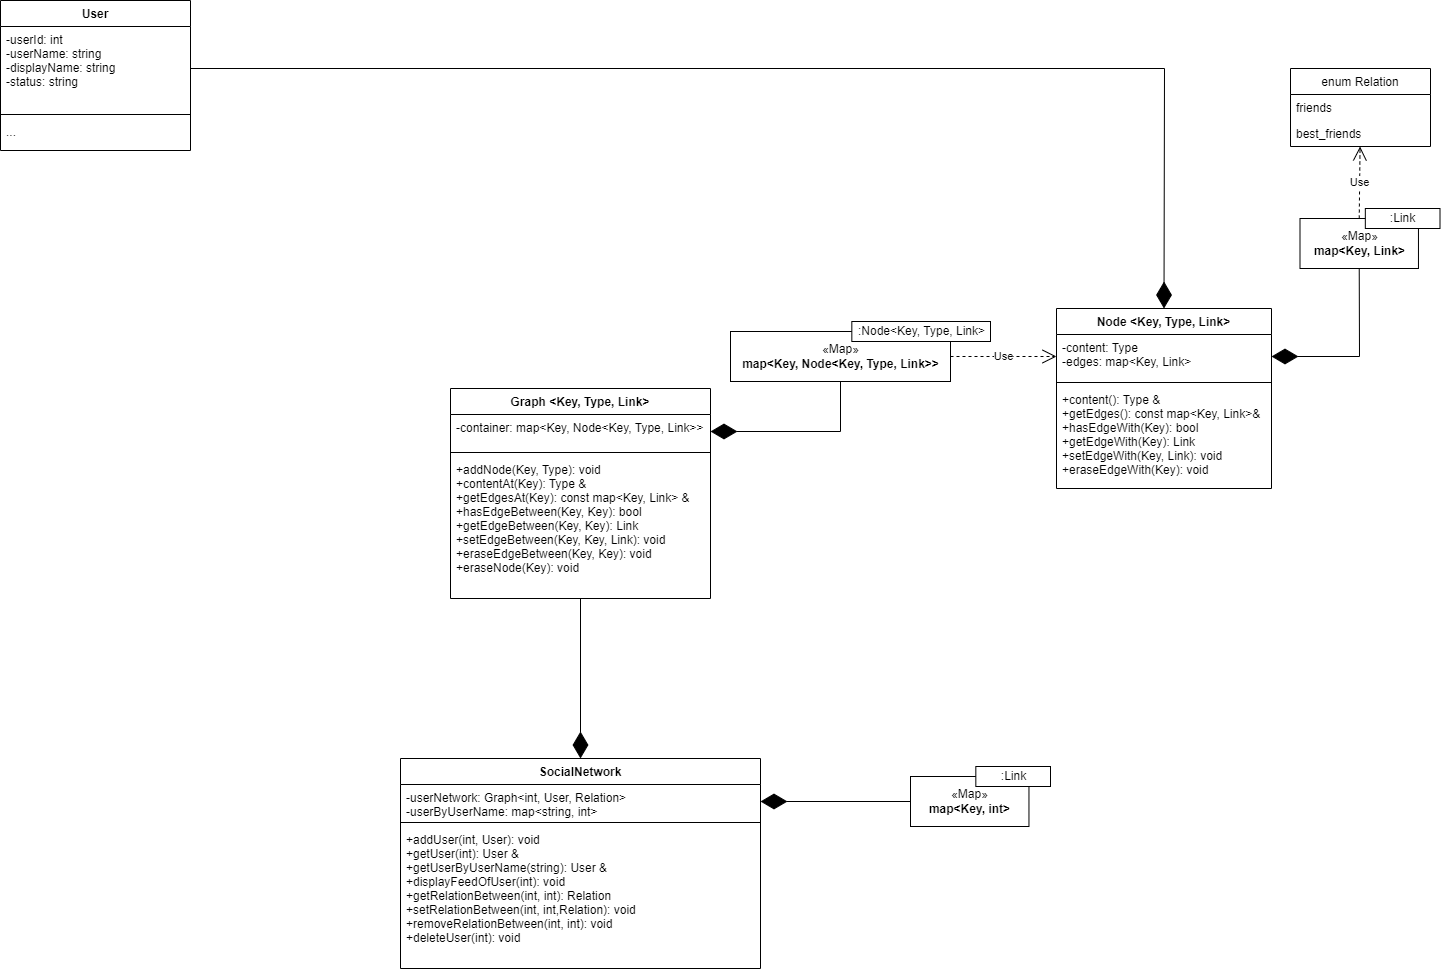 User
-userId: int
-userName: string
-displayName: string
-status: string
...
enum Relation
friends
best_friends
Use
:Link
«Map»
map<Key, Link>
:Node<Key, Type, Link>
«Map»
map<Key, Node<Key, Type, Link>>
Use
Node <Key, Type, Link>
-content: Type
-edges: map<Key, Link>
+content(): Type &
+getEdges(): const map<Key, Link>&
+hasEdgeWith(Key): bool
+getEdgeWith(Key): Link
+setEdgeWith(Key, Link): void
+eraseEdgeWith(Key): void
Graph <Key, Type, Link>
-container: map<Key, Node<Key, Type, Link>>
+addNode(Key, Type): void
+contentAt(Key): Type &
+getEdgesAt(Key): const map<Key, Link> &
+hasEdgeBetween(Key, Key): bool
+getEdgeBetween(Key, Key): Link
+setEdgeBetween(Key, Key, Link): void
+eraseEdgeBetween(Key, Key): void
+eraseNode(Key): void
SocialNetwork
-userNetwork: Graph<int, User, Relation>
-userByUserName: map<string, int>
+addUser(int, User): void
+getUser(int): User &
+getUserByUserName(string): User &
+displayFeedOfUser(int): void
+getRelationBetween(int, int): Relation
+setRelationBetween(int, int,Relation): void
+removeRelationBetween(int, int): void
+deleteUser(int): void
:Link
«Map»
map<Key, int>